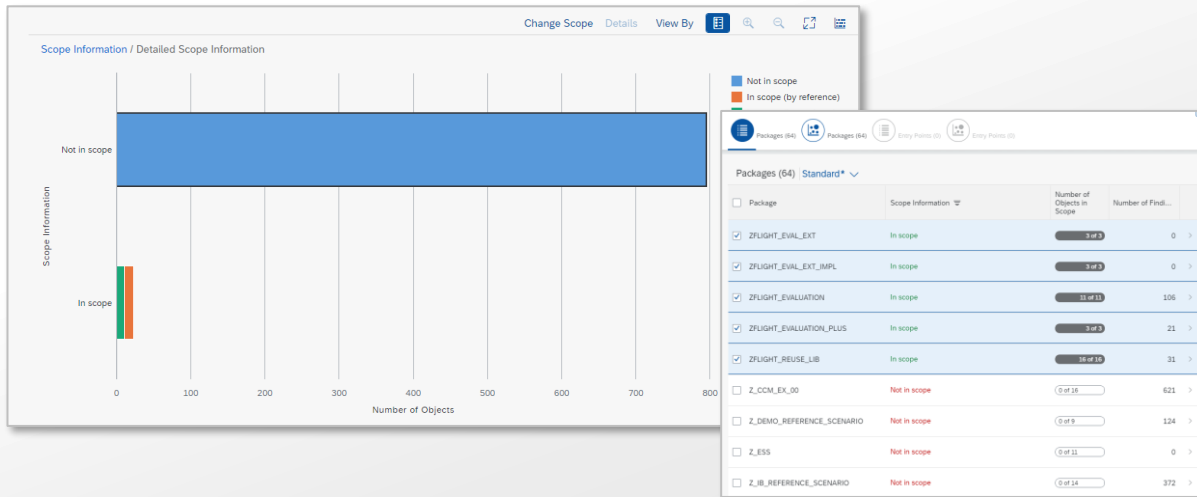 Change Scope Details View By
Scope Information / Detailed Scope Information
Not in scope
In scope (by reference)
Not in scope
In scope
Scope Information
0 100 200 300 400 500 600 700 800
Number of Objects
Packages (64) Packages (64) Entry Points (0) Entry Points (0)
Packages (64) Standard*
Package Scope Information Number of Objects in Scope Number of Findi...
ZFLIGHT_EVAL_EXT In scope 3 of 3 0
ZFLIGHT_EVAL_EXT_IMPL In scope 3 of 3 0
ZFLIGHT_EVALUATION In scope 11 of 11 106
ZFLIGHT_EVALUATION_PLUS In scope 3 of 3 21
ZFLIGHT_REUSE_LIB In scope 16 of 16 31
Z_CCM_EX_00 Not in scope 0 of 16 621
Z_DEMO_REFERENCE_SCENARIO Not in scope 0 of 9 124
Z_ESS Not in scope 0 of 11 0
Z_IB_REFERENCE_SCENARIO Not in scope 0 of 14 372